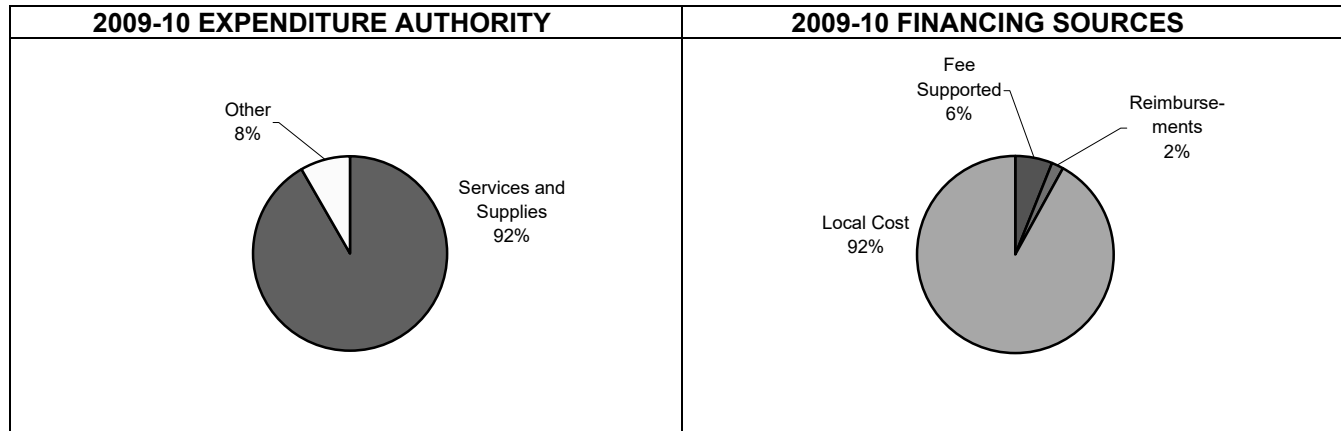 2009-10 EXPENDITURE AUTHORITY
Other
8%
Services and
Supplies
92%
2009-10 FINANCING SOURCES
Fee
Supported
6%
Reimburse-
ments
2%
Local Cost
92%